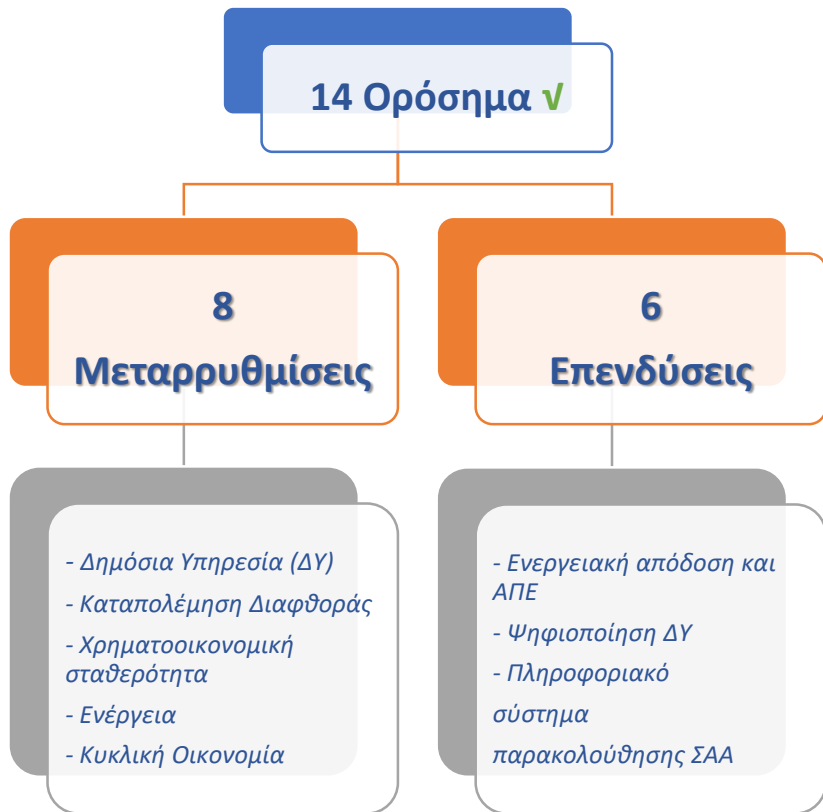 14 Ορόσημα √
8
Μεταρρυθμίσεις
- Δημόσια Υπηρεσία (ΔΥ)
- Καταπολέμηση Διαφθοράς
- Χρηματοοικονομική
σταθερότητα
- Ενέργεια
- Κυκλική Οικονομία
6
Επενδύσεις
- Ενεργειακή απόδοση και
ΑΠΕ
- Ψηφιοποίηση ΔΥ
- Πληροφοριακό
σύστημα
παρακολούθησης ΣΑΑ